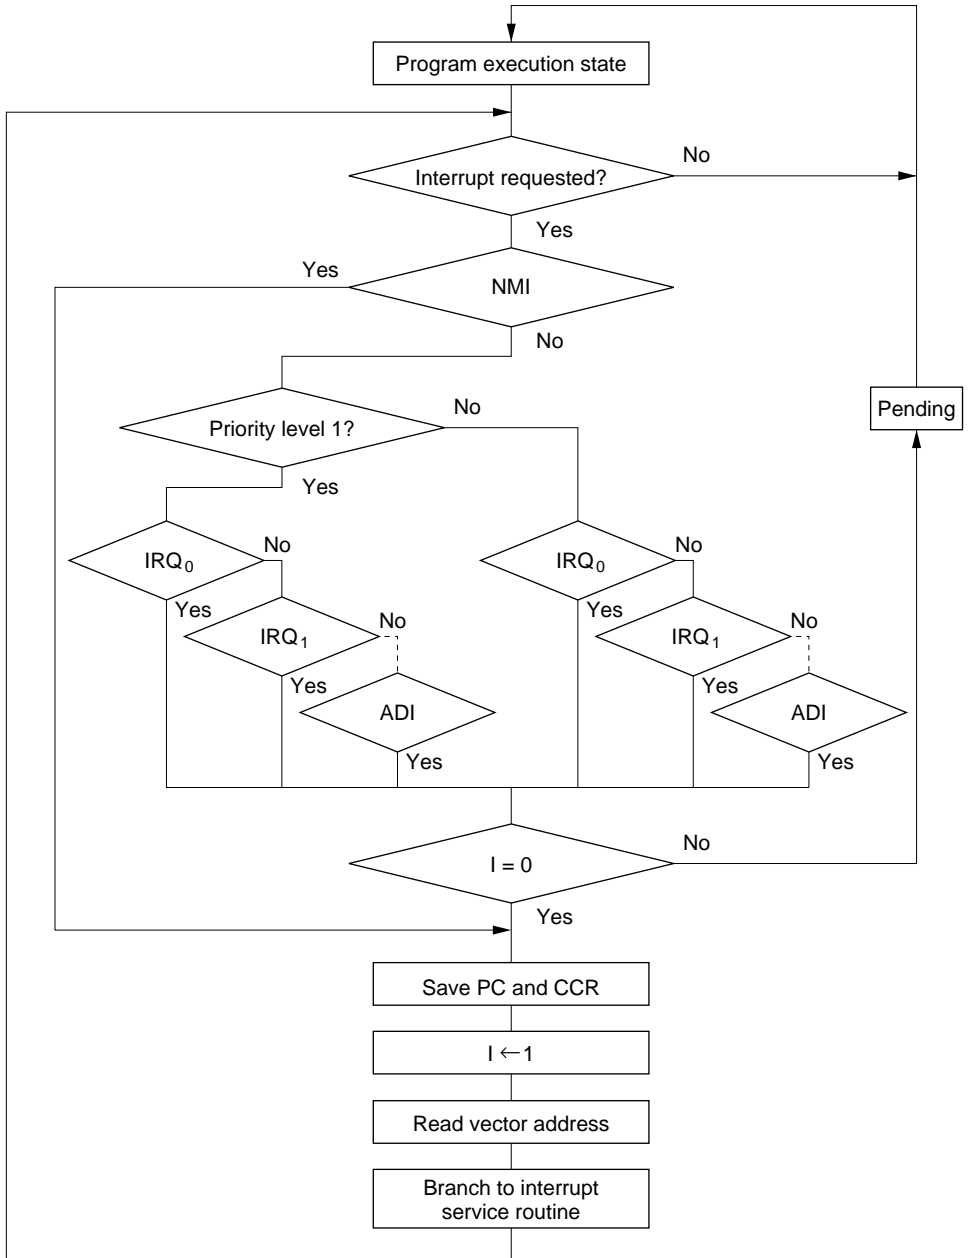 Program execution state
Interrupt requested?
No
Yes
Yes
NMI
No
Priority level 1?
No
Pending
Yes
IRQ0
No
IRQ0
No
Yes
Yes
IRQ1
No
IRQ1
No
Yes
Yes
ADI
ADI
Yes
Yes
I = 0
No
Yes
Save PC and CCR
I ← 1
Read vector address
Branch to interrupt
service routine